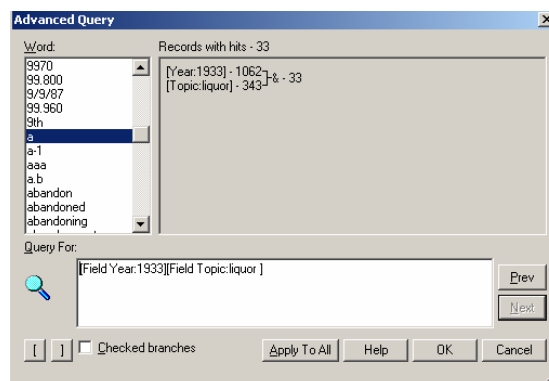 Advanced Query
Word:
Records with hits - 33
9970
99.800
9/9/87
99.960
9th
a
a-1
aaa
a.b
abandon
abandoned
abandoning
[Year:1933] - 1062
[Topic:liquor] - 343
& - 33
Query For:
[Field Year:1933][Field Topic:liquor ]
Prev
Next
[ ] Checked branches Apply To All Help OK Cancel